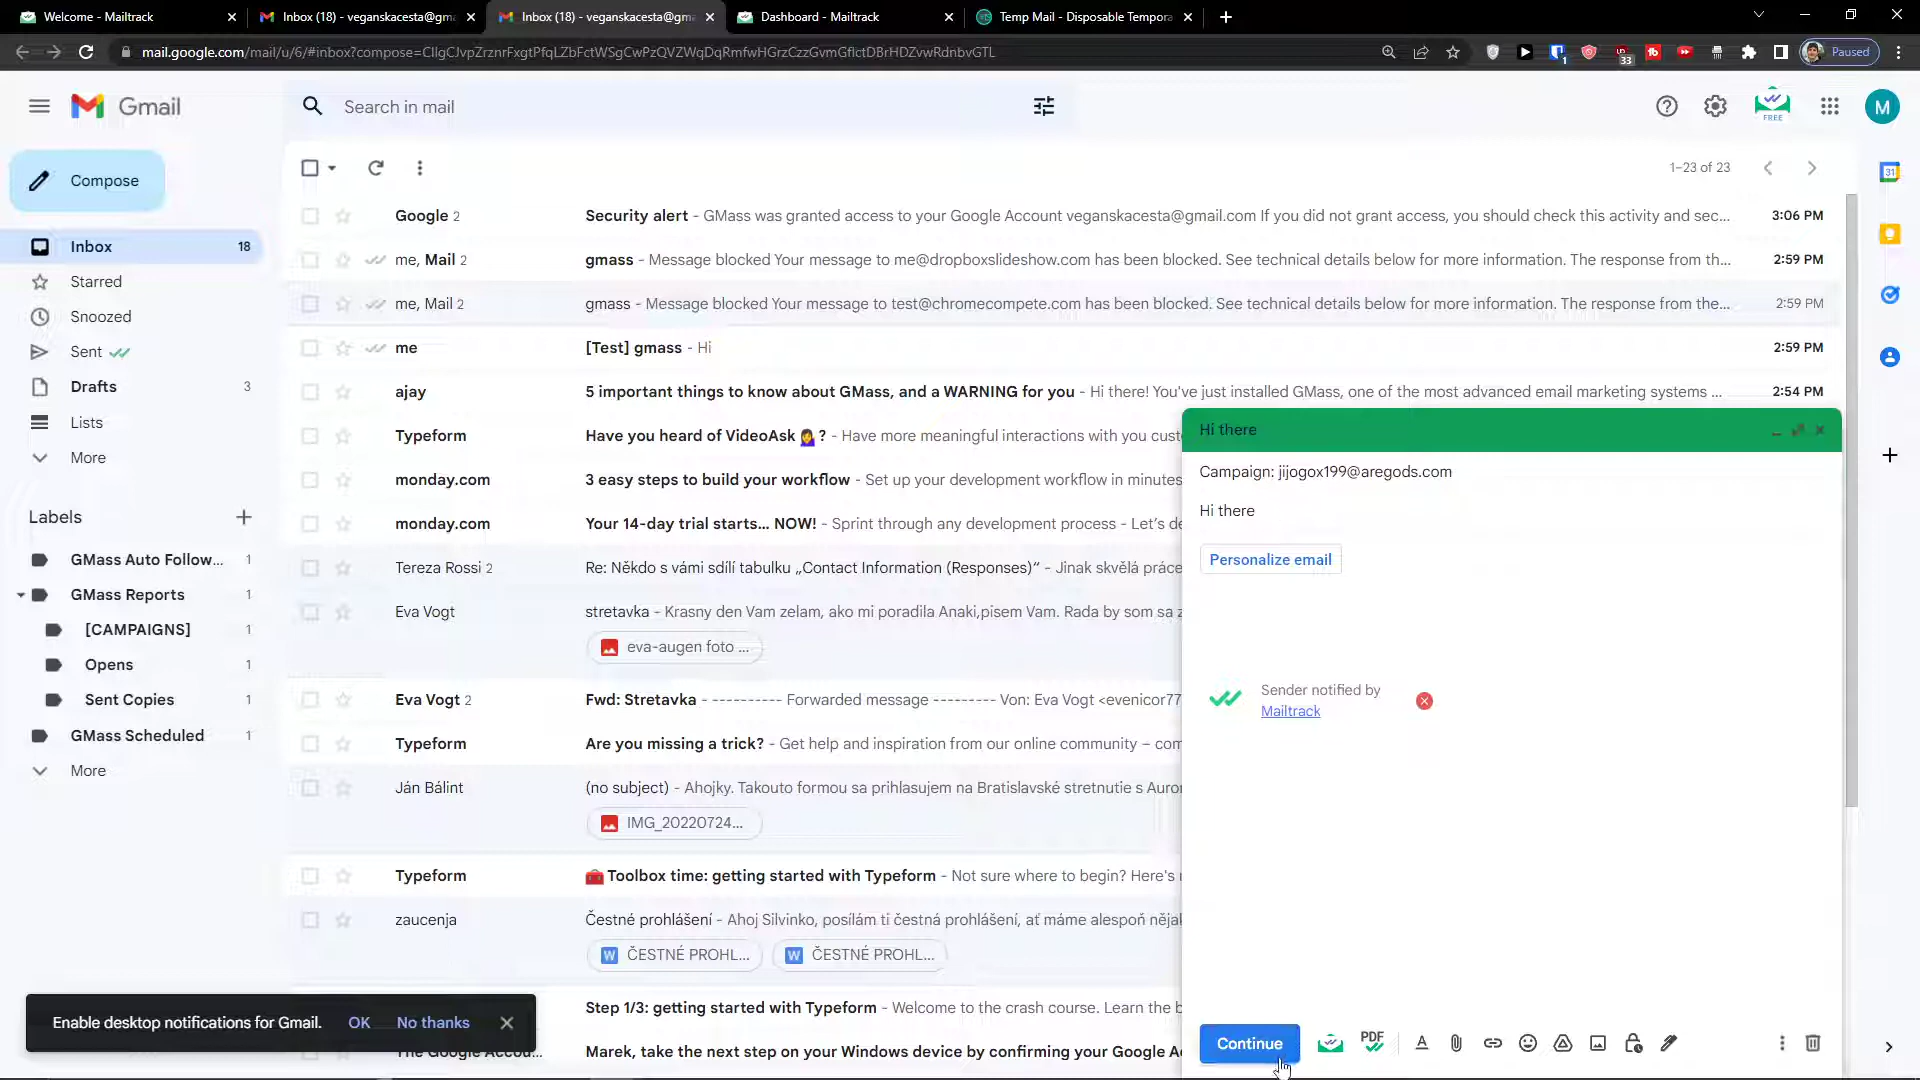 Welcome - Mailtrack
Inbox (18) - veganskacesta@gm
Inbox (18) - veganskacesta@gm
Dashboard - Mailtrack
Temp Mail - Disposable Tempora
mail.google.com/mail/u/6/#inbox?compose=CllgCJvpZrznrFxgtPfqLZbFctWSgCwPzQVZWgDqRmfwHGrzCzzGvmGflctDBrHDZvwRdnbvGTL
1
33
Paused
Gmail
Search in mail
FREE
M
Compose
1–23 of 23
Inbox 18
Starred
Snoozed
Sent
Drafts 3
Lists
More
Labels
GMass Auto Follow... 1
GMass Reports 1
[CAMPAIGNS] 1
Opens 1
Sent Copies 1
GMass Scheduled 1
More
Google 2 Security alert - GMass was granted access to your Google Account veganskacesta@gmail.com If you did not grant access, you should check this activity and sec... 3:06 PM
me, Mail 2 gmass - Message blocked Your message to me@dropboxslideshow.com has been blocked. See technical details below for more information. The response from th... 2:59 PM
me, Mail 2 gmass - Message blocked Your message to test@chromecompete.com has been blocked. See technical details below for more information. The response from the... 2:59 PM
me [Test] gmass - Hi 2:59 PM
ajay 5 important things to know about GMass, and a WARNING for you - Hi there! You've just installed GMass, one of the most advanced email marketing systems ... 2:54 PM
Typeform Have you heard of VideoAsk 🙋‍♀️? - Have more meaningful interactions with you cust
monday.com 3 easy steps to build your workflow - Set up your development workflow in minutes
monday.com Your 14-day trial starts... NOW! - Sprint through any development process - Let's de
Tereza Rossi 2 Re: Někdo s vámi sdílí tabulku „Contact Information (Responses)“ - Jinak skvělá práce
Eva Vogt stretavka - Krasny den Vam zelam, ako mi poradila Anaki,pisem Vam. Rada by som sa z
eva-augen foto ...
Eva Vogt 2 Fwd: Stretavka - ---------- Forwarded message --------- Von: Eva Vogt <evenicor77
Typeform Are you missing a trick? - Get help and inspiration from our online community – com
Ján Bálint (no subject) - Ahojky. Takouto formou sa prihlasujem na Bratislavské stretnutie s Auror
IMG_20220724...
Typeform 🧰 Toolbox time: getting started with Typeform - Not sure where to begin? Here's
zaucenja Čestné prohlášení - Ahoj Silvinko, posílám ti čestná prohlášení, ať máme alespoň nějak
W ČESTNÉ PROHL...
W ČESTNÉ PROHL...
Step 1/3: getting started with Typeform - Welcome to the crash course. Learn the b
The Google Accou... Marek, take the next step on your Windows device by confirming your Google Ac
Hi there
Campaign: jijogox199@aregods.com
Hi there
Personalize email
Sender notified by
Mailtrack
Continue
PDF
Enable desktop notifications for Gmail. OK No thanks
31